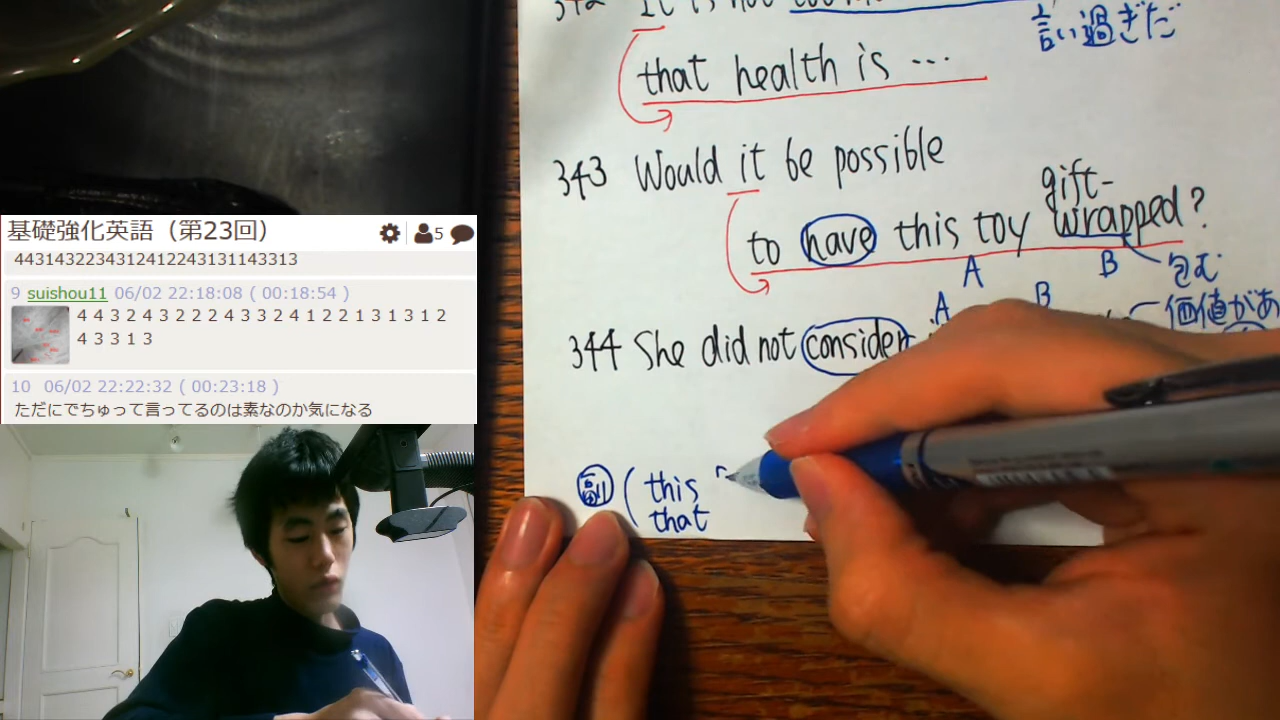 that health is ...
言い過ぎだ
343 Would it be possible
gift-
to have this toy wrapped?
A
B
包む
A
B
価値があ
344 She did not consider
副 ( this
that
基礎強化英語（第23回）
5
443143223431241224313114 3313
9 suishou11 06/02 22:18:08 ( 00:18:54 )
4 4 3 2 4 3 2 2 2 4 3 3 2 4 1 2 2 1 3 1 3 1 2
4 3 3 1 3
10 06/02 22:22:32 ( 00:23:18 )
ただにでちゅって言ってるのは素なのか気になる